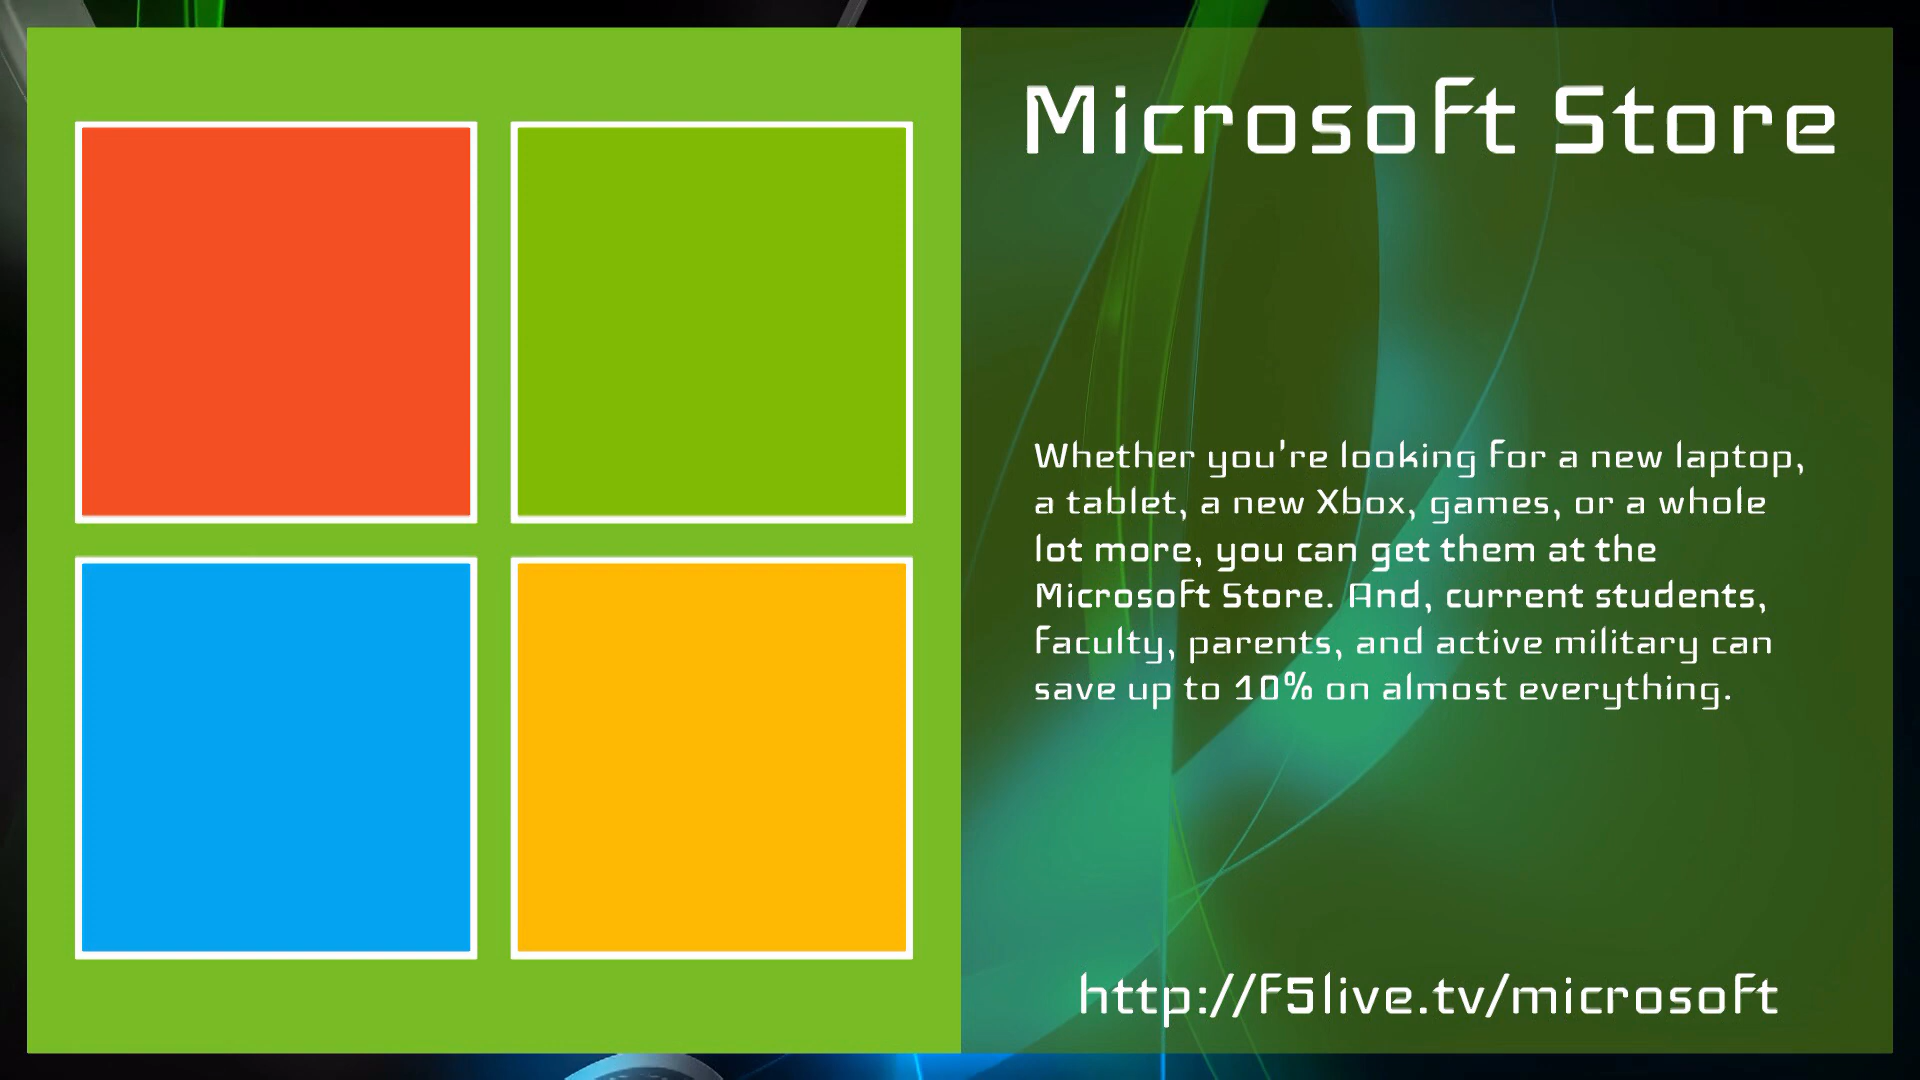 Microsoft Store
Whether you're looking for a new laptop,
a tablet, a new Xbox, games, or a whole
lot more, you can get them at the
Microsoft Store. And, current students,
faculty, parents, and active military can
save up to 10% on almost everything.
http://F5live.tv/microsoft